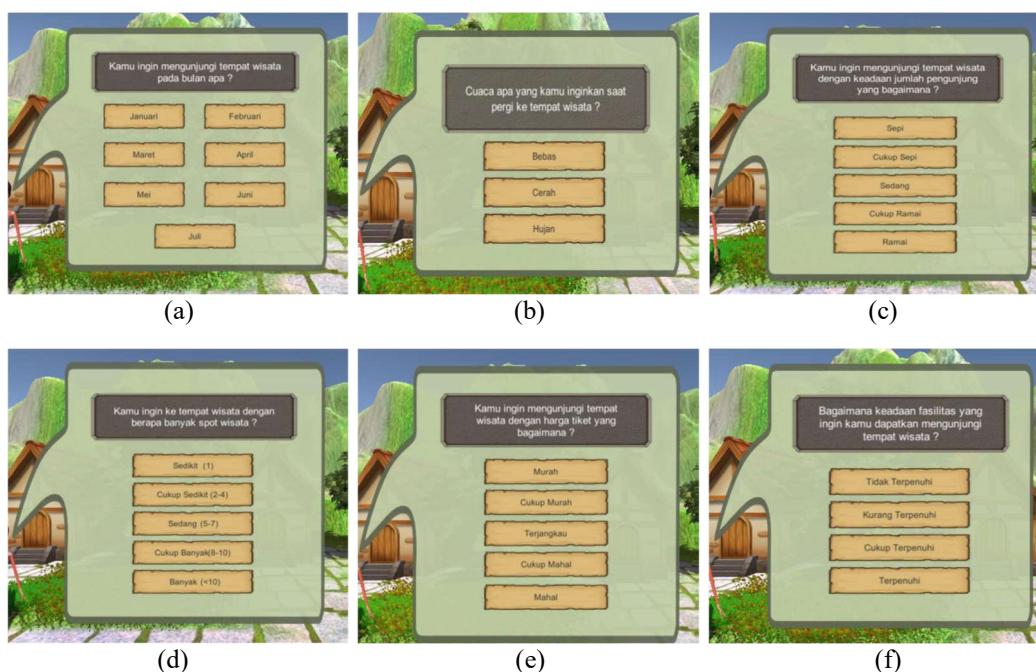 Kamu ingin mengunjungi tempat wisata
pada bulan apa ?
Januari
Februari
Maret
April
Mei
Juni
Juli
(a)
Cuaca apa yang kamu inginkan saat
pergi ke tempat wisata ?
Bebas
Cerah
Hujan
(b)
Kamu ingin mengunjungi tempat wisata
dengan keadaan jumlah pengunjung
yang bagaimana ?
Sepi
Cukup Sepi
Sedang
Cukup Ramai
Ramai
(c)
Kamu ingin ke tempat wisata dengan
berapa banyak spot wisata ?
Sedikit (1)
Cukup Sedikit (2-4)
Sedang (5-7)
Cukup Banyak(8-10)
Banyak (<10)
(d)
Kamu ingin mengunjungi tempat
wisata dengan harga tiket yang
bagaimana ?
Murah
Cukup Murah
Terjangkau
Cukup Mahal
Mahal
(e)
Bagaimana keadaan fasilitas yang
ingin kamu dapatkan mengunjungi
tempat wisata ?
Tidak Terpenuhi
Kurang Terpenuhi
Cukup Terpenuhi
Terpenuhi
(f)